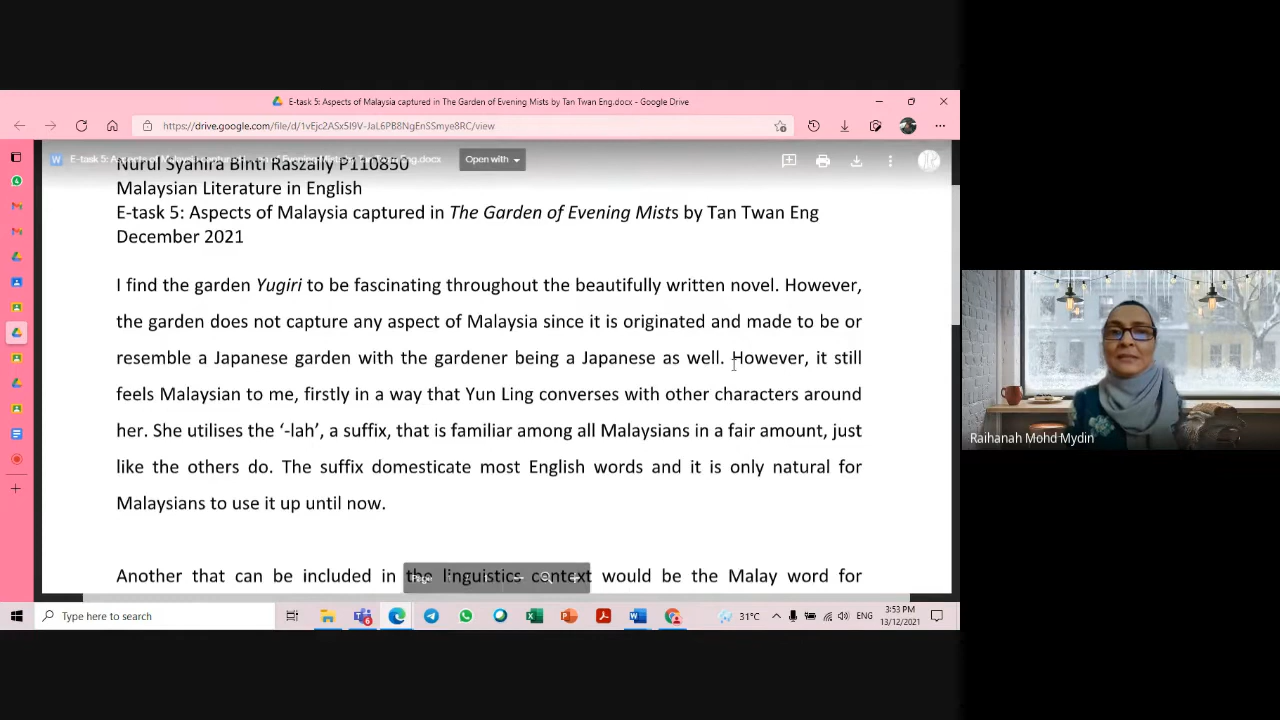 E-task 5: Aspects of Malaysia captured in The Garden of Evening Mists by Tan Twan Eng.docx - Google Drive
https://drive.google.com/file/d/1vEjc2ASx5I9V-JaL6PB8NgEnSSmye8RC/view
Open with
Nurul Syahira Binti Raszally P110850
Malaysian Literature in English
E-task 5: Aspects of Malaysia captured in The Garden of Evening Mists by Tan Twan Eng
December 2021
I find the garden Yugiri to be fascinating throughout the beautifully written novel. However,
the garden does not capture any aspect of Malaysia since it is originated and made to be or
resemble a Japanese garden with the gardener being a Japanese as well. However, it still
feels Malaysian to me, firstly in a way that Yun Ling converses with other characters around
her. She utilises the ‘-lah’, a suffix, that is familiar among all Malaysians in a fair amount, just
like the others do. The suffix domesticate most English words and it is only natural for
Malaysians to use it up until now.
Another that can be included in the linguistics context would be the Malay word for
Page
Raihanah Mohd Mydin
Type here to search
31°C
ENG
3:53 PM
13/12/2021